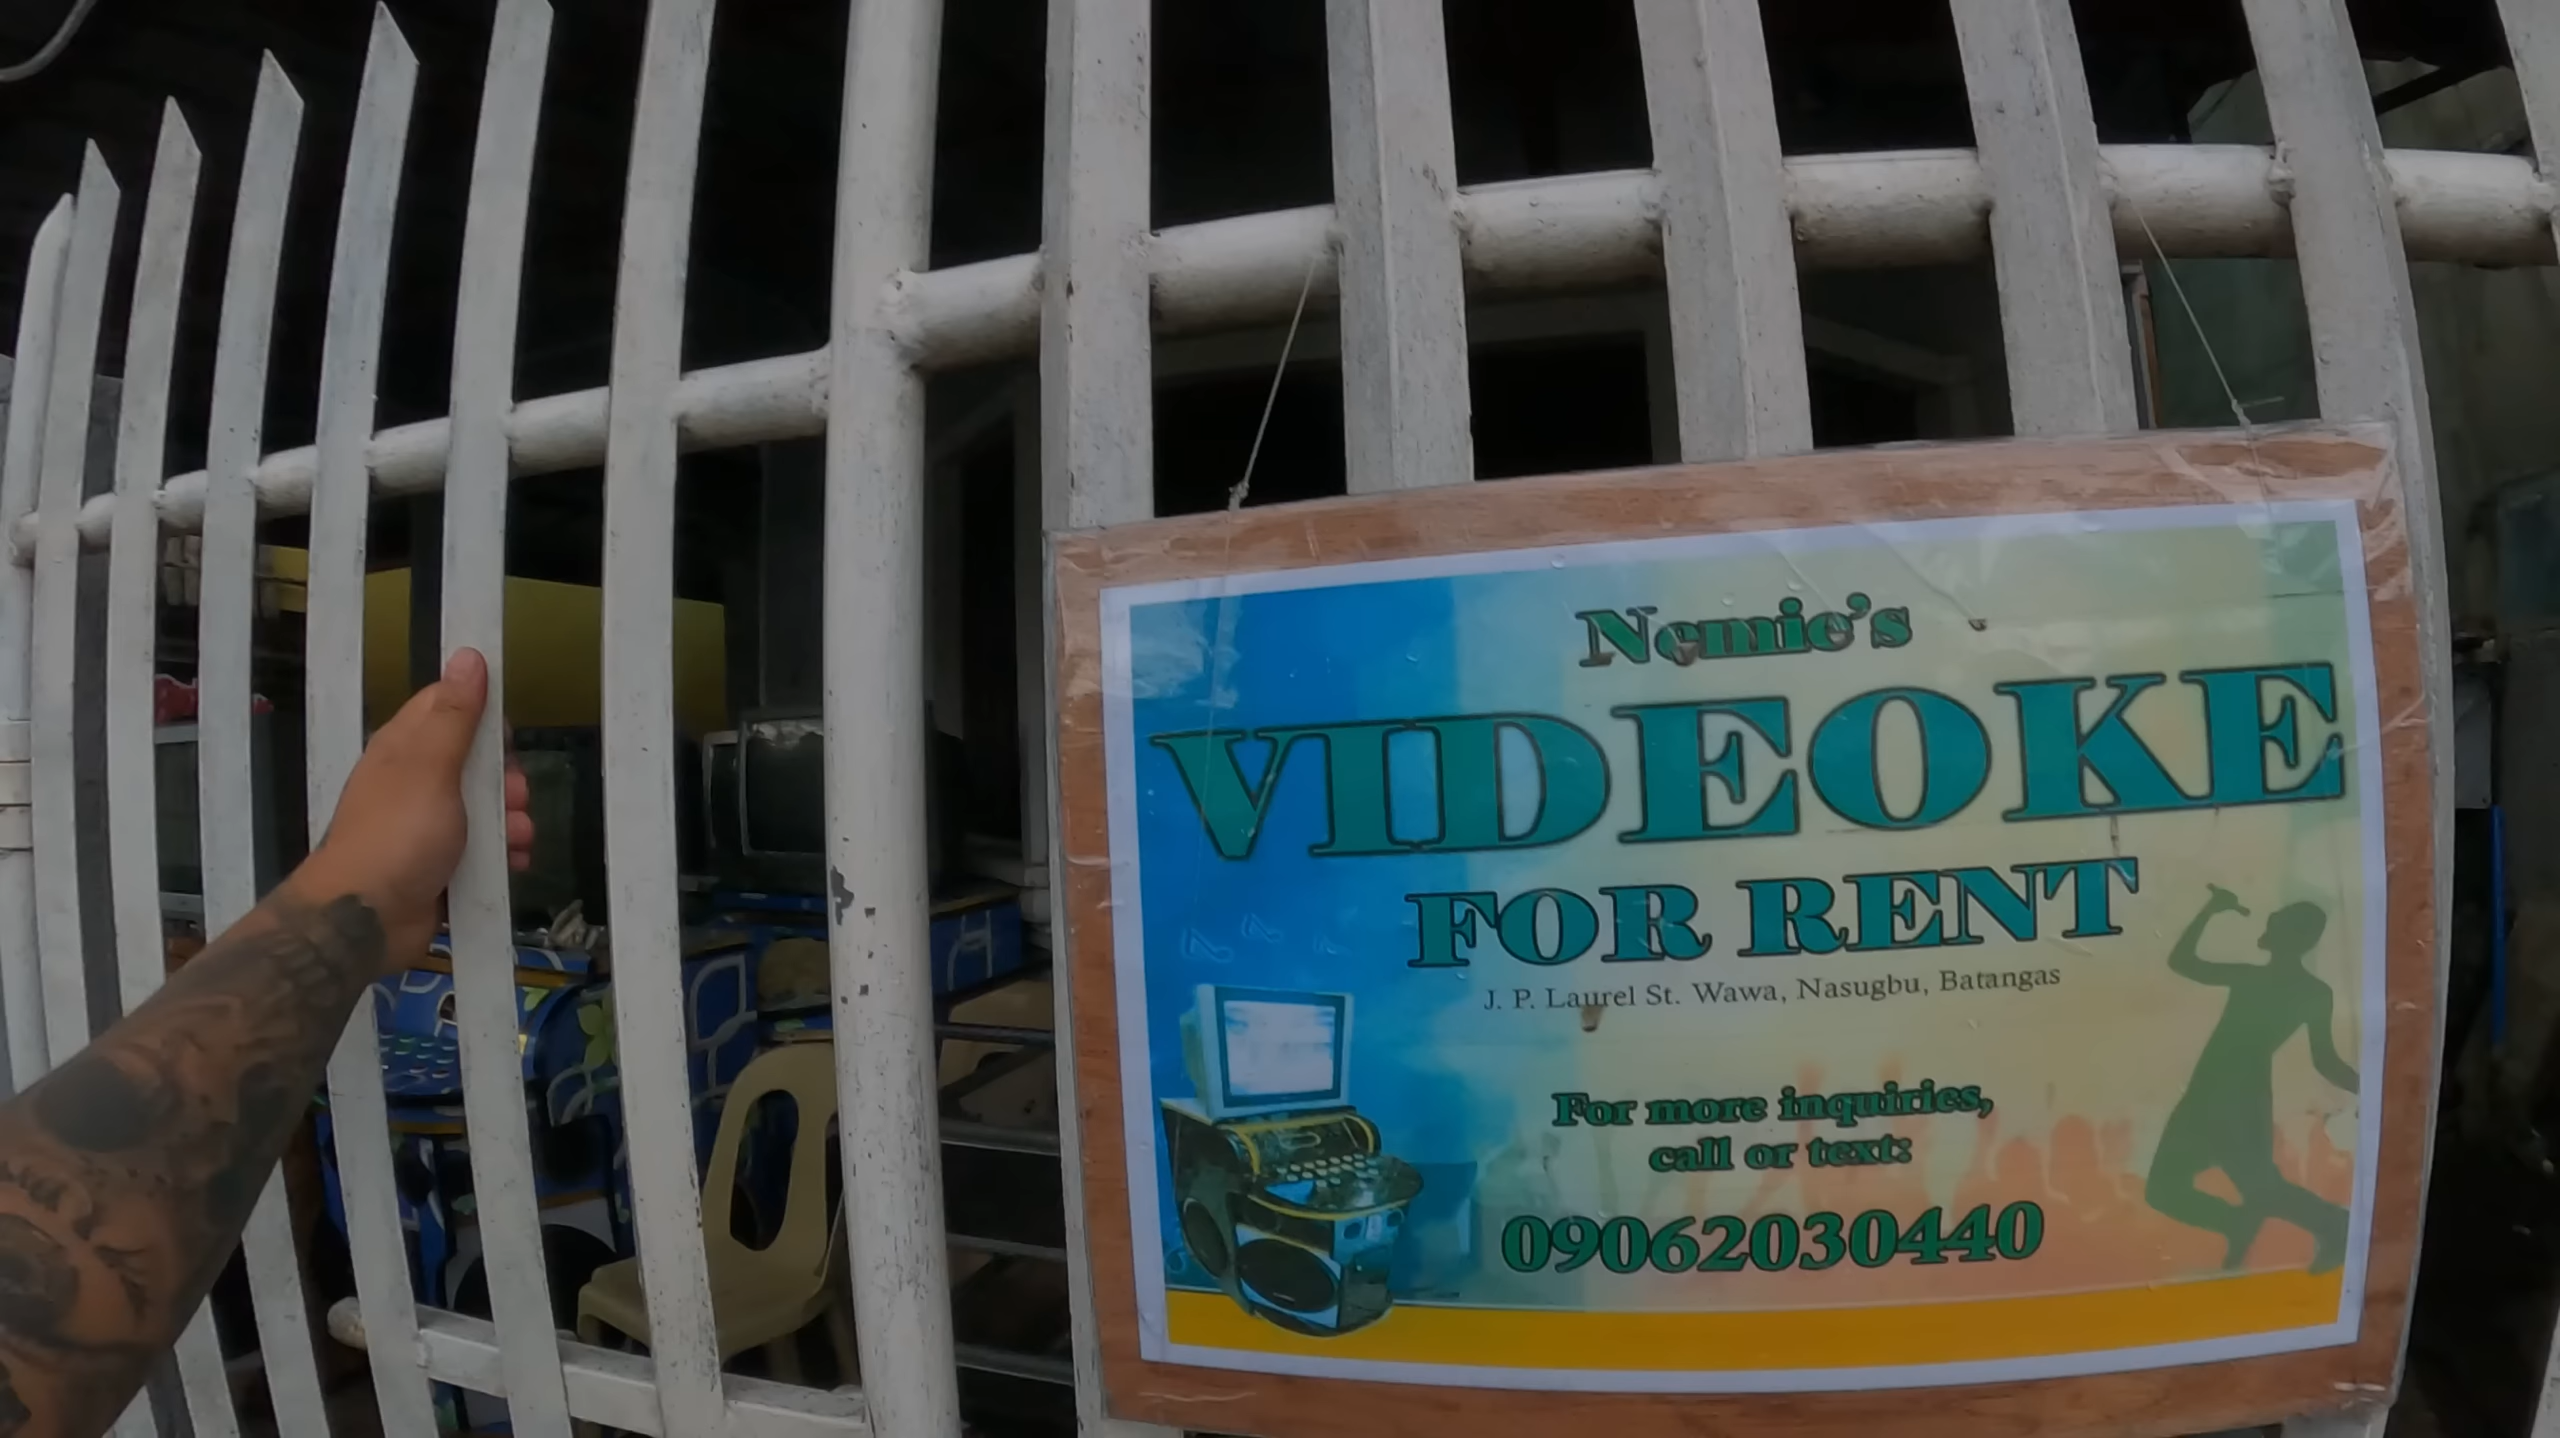 Nemie's
VIDEOKE
FOR RENT
J. P. Laurel St. Wawa, Nasugbu, Batangas
For more inquiries,
call or text:
09062030440